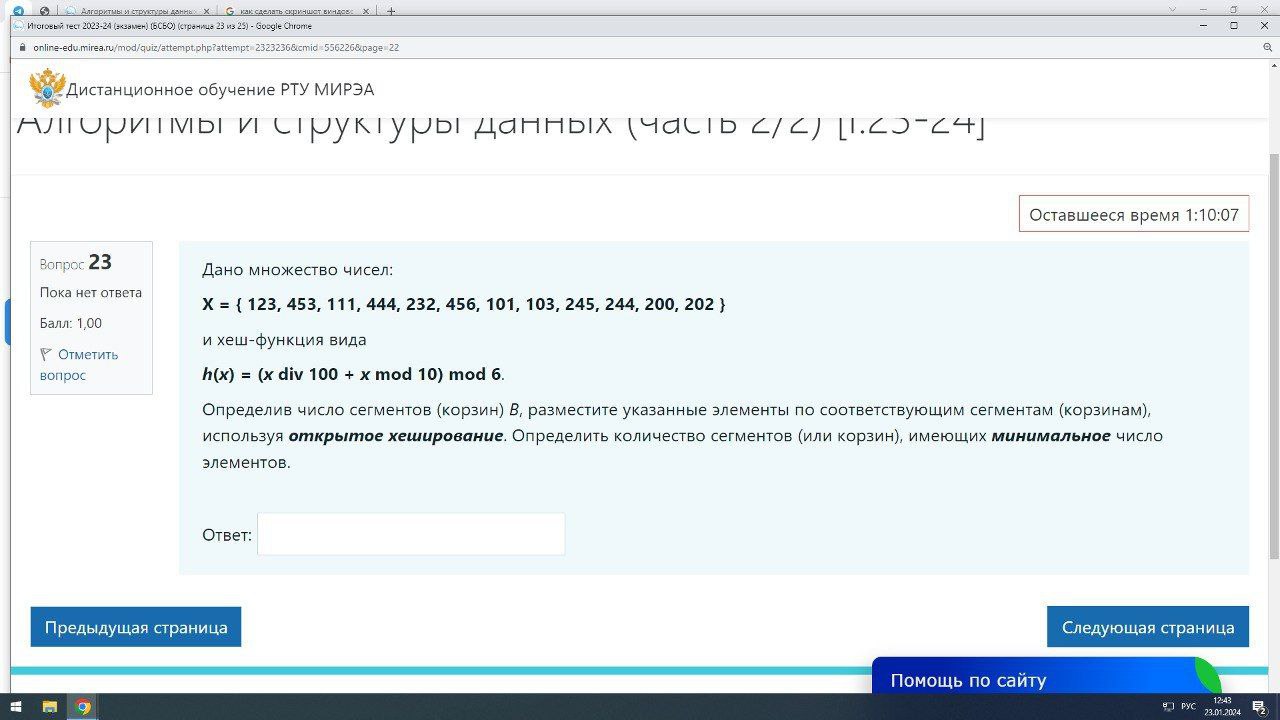 Алгоритмы и структуры данны
как сделать скриншот виндовс
Итоговый тест 2023-24 (экзамен) (БСБО) (страница 23 из 25) - Google Chrome
online-edu.mirea.ru/mod/quiz/attempt.php?attempt=2323236&cmid=556226&page=22
Дистанционное обучение РТУ МИРЭА
Алгоритмы и структуры данных (часть 2/2) [I.23-24]
Оставшееся время 1:10:07
Вопрос 23
Пока нет ответа
Балл: 1,00
Отметить
вопрос
Дано множество чисел:
X = { 123, 453, 111, 444, 232, 456, 101, 103, 245, 244, 200, 202 }
и хеш-функция вида
h(x) = (x div 100 + x mod 10) mod 6.
Определив число сегментов (корзин) B, разместите указанные элементы по соответствующим сегментам (корзинам),
используя открытое хеширование. Определить количество сегментов (или корзин), имеющих минимальное число
элементов.
Ответ:
Предыдущая страница
Следующая страница
Помощь по сайту
РУС
12:43
23.01.2024
2